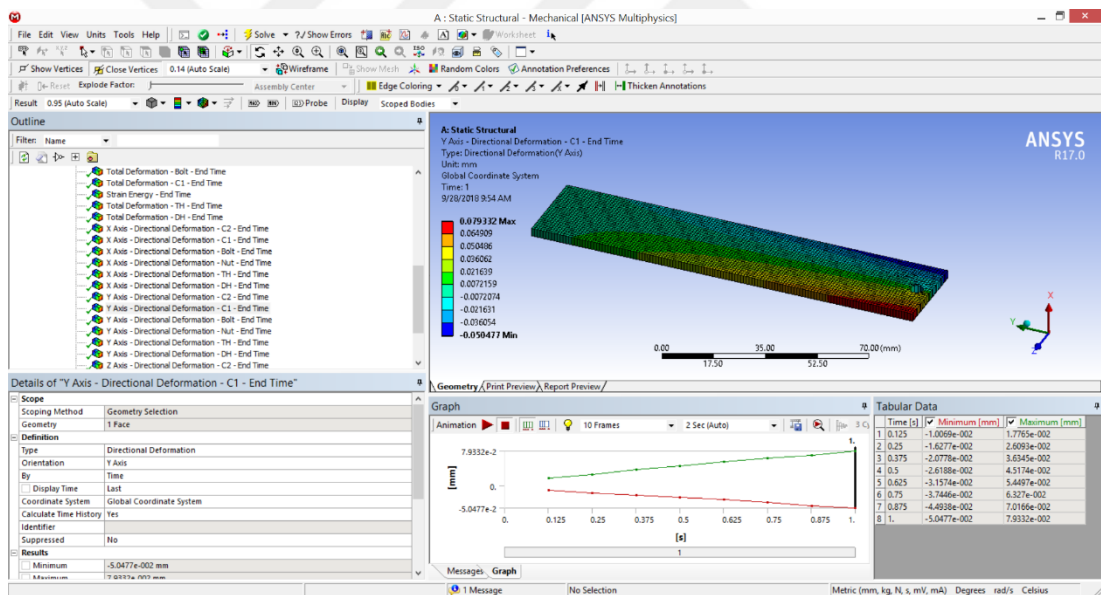 A : Static Structural - Mechanical [ANSYS Multiphysics]
File Edit View Units Tools Help Solve ?/ Show Errors Worksheet
Show Vertices Close Vertices 0.14 (Auto Scale) Wireframe Show Mesh Random Colors Annotation Preferences
Reset Explode Factor: Assembly Center Edge Coloring Thicken Annotations
Result 0.95 (Auto Scale) Probe Display Scoped Bodies
Outline
Filter: Name
Total Deformation - Bolt - End Time
Total Deformation - C1 - End Time
Strain Energy - End Time
Total Deformation - TH - End Time
Total Deformation - DH - End Time
X Axis - Directional Deformation - C2 - End Time
X Axis - Directional Deformation - C1 - End Time
X Axis - Directional Deformation - Bolt - End Time
X Axis - Directional Deformation - Nut - End Time
X Axis - Directional Deformation - TH - End Time
X Axis - Directional Deformation - DH - End Time
Y Axis - Directional Deformation - C2 - End Time
Y Axis - Directional Deformation - C1 - End Time
Y Axis - Directional Deformation - Bolt - End Time
Y Axis - Directional Deformation - Nut - End Time
Y Axis - Directional Deformation - TH - End Time
Y Axis - Directional Deformation - DH - End Time
Z Axis - Directional Deformation - C2 - End Time
A: Static Structural
Y Axis - Directional Deformation - C1 - End Time
Type: Directional Deformation(Y Axis)
Unit: mm
Global Coordinate System
Time: 1
9/28/2018 9:54 AM
0.079332 Max
0.064909
0.050486
0.036062
0.021639
0.0072159
-0.0072074
-0.021631
-0.036054
-0.050477 Min
ANSYS
R17.0
X
Y
Z
0.00 35.00 70.00 (mm)
17.50 52.50
Geometry Print Preview Report Preview
Details of "Y Axis - Directional Deformation - C1 - End Time"
Scope
Scoping Method Geometry Selection
Geometry 1 Face
Definition
Type Directional Deformation
Orientation Y Axis
By Time
Display Time Last
Coordinate System Global Coordinate System
Calculate Time History Yes
Identifier
Suppressed No
Results
Minimum -5.0477e-002 mm
Maximum 7.9332e-002 mm
Graph
Animation 10 Frames 2 Sec (Auto)
1.
7.9332e-2
0.
-5.0477e-2
[mm]
0. 0.125 0.25 0.375 0.5 0.625 0.75 0.875 1.
[s]
1
Messages Graph
Tabular Data
Time [s] Minimum [mm] Maximum [mm]
1 0.125 -1.0069e-002 1.7765e-002
2 0.25 -1.6277e-002 2.6093e-002
3 0.375 -2.0778e-002 3.6345e-002
4 0.5 -2.6188e-002 4.5174e-002
5 0.625 -3.1574e-002 5.4497e-002
6 0.75 -3.7446e-002 6.327e-002
7 0.875 -4.4938e-002 7.0166e-002
8 1. -5.0477e-002 7.9332e-002
1 Message No Selection Metric (mm, kg, N, s, mV, mA) Degrees rad/s Celsius